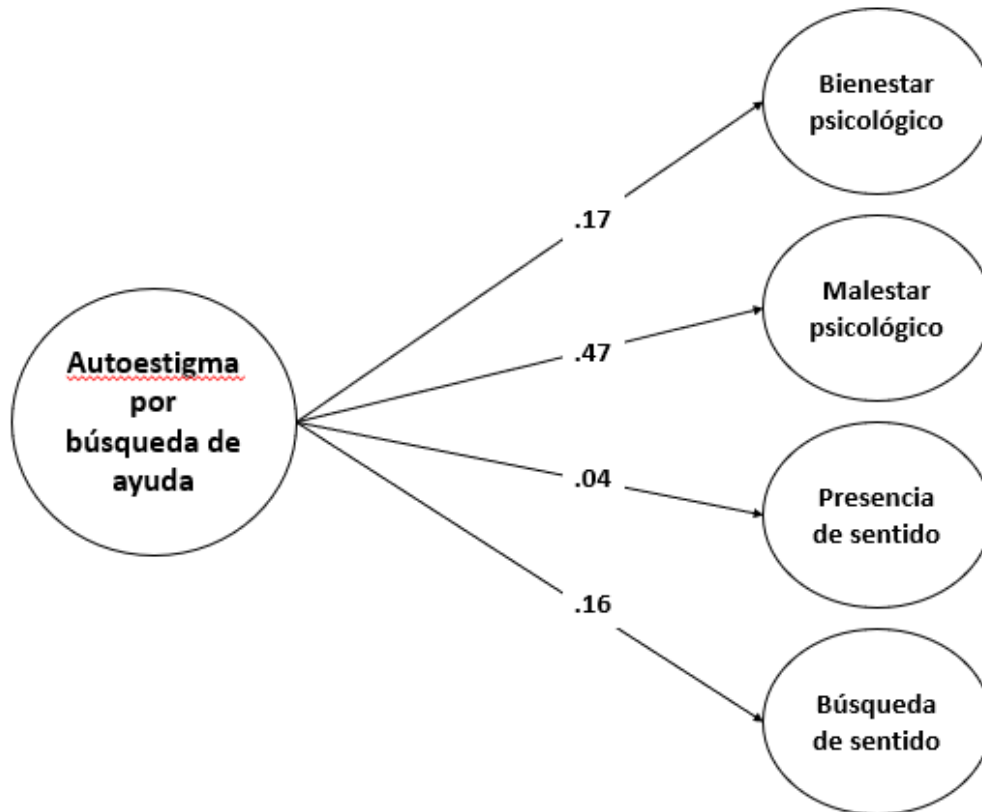 Bienestar
psicológico
.17
Malestar
psicológico
.47
Autoestigma
por
búsqueda de
ayuda
.04
Presencia
de sentido
.16
Búsqueda
de sentido